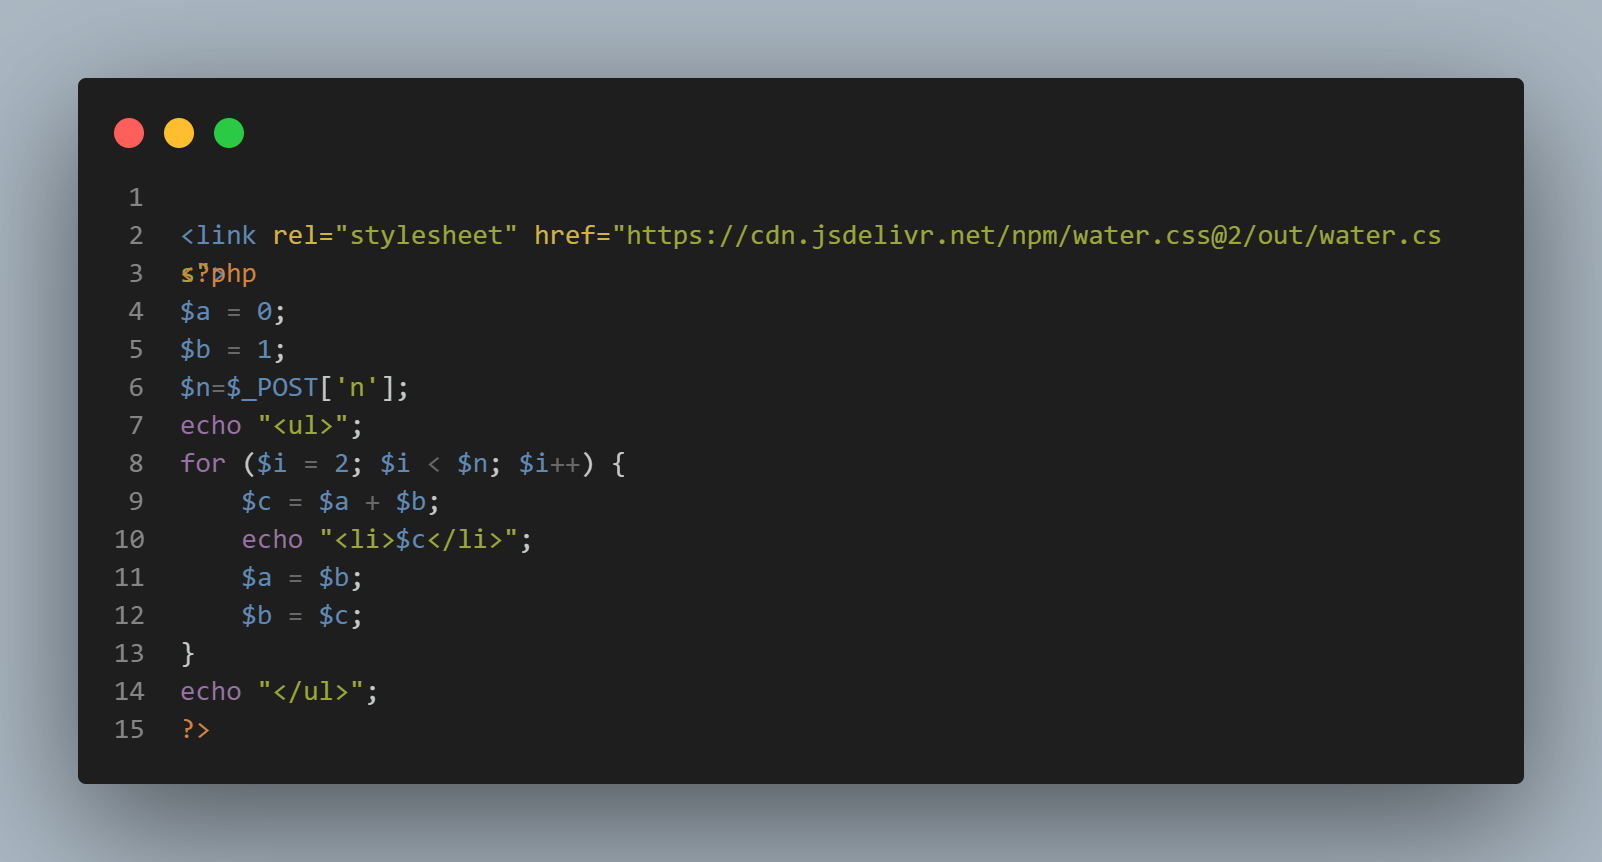 1
2 <link rel="stylesheet" href="https://cdn.jsdelivr.net/npm/water.css@2/out/water.cs
s">
3 <?php
4 $a = 0;
5 $b = 1;
6 $n=$_POST['n'];
7 echo "<ul>";
8 for ($i = 2; $i < $n; $i++) {
9     $c = $a + $b;
10     echo "<li>$c</li>";
11     $a = $b;
12     $b = $c;
13 }
14 echo "</ul>";
15 ?>